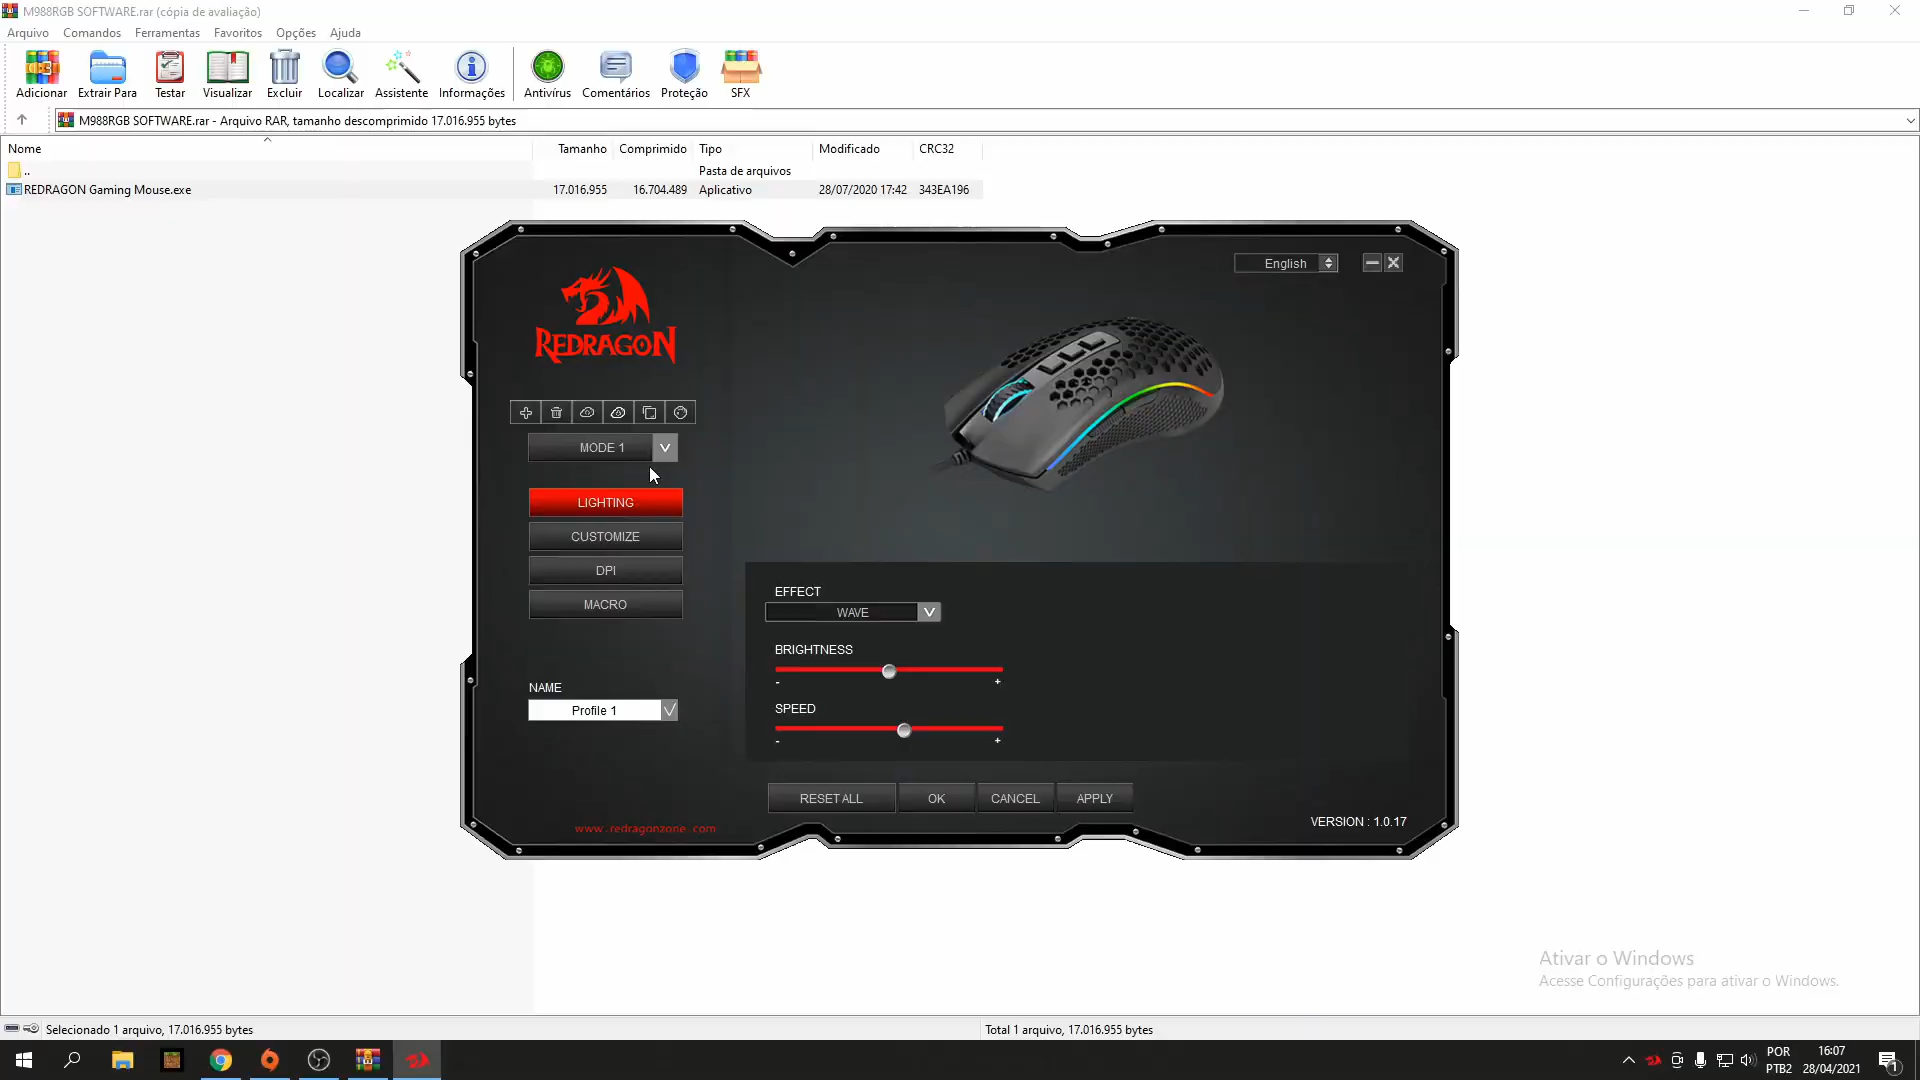 M988RGB SOFTWARE.rar (cópia de avaliação)
Arquivo Comandos Ferramentas Favoritos Opções Ajuda
Adicionar Extrair Para Testar Visualizar Excluir Localizar Assistente Informações Antivírus Comentários Proteção SFX
M988RGB SOFTWARE.rar - Arquivo RAR, tamanho descomprimido 17.016.955 bytes
Nome Tamanho Comprimido Tipo Modificado CRC32
.. Pasta de arquivos
REDRAGON Gaming Mouse.exe 17.016.955 16.704.489 Aplicativo 28/07/2020 17:42 343EA196
English
REDRAGON
MODE 1
LIGHTING
CUSTOMIZE
DPI
MACRO
NAME
Profile 1
EFFECT
WAVE
BRIGHTNESS
- +
SPEED
- +
RESET ALL OK CANCEL APPLY
VERSION : 1.0.17
www.redragonzone.com
Ativar o Windows
Acesse Configurações para ativar o Windows.
Selecionado 1 arquivo, 17.016.955 bytes
Total 1 arquivo, 17.016.955 bytes
POR
PTB2
16:07
28/04/2021
1